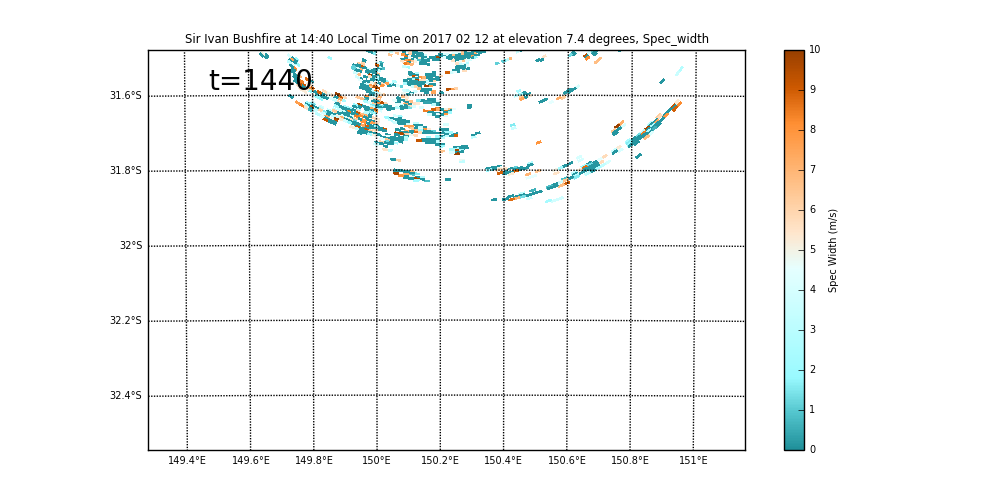 Sir Ivan Bushfire at 14:40 Local Time on 2017 02 12 at elevation 7.4 degrees, Spec_width
t=1440
31.6°S
31.8°S
32°S
32.2°S
32.4°S
149.4°E 149.6°E 149.8°E 150°E 150.2°E 150.4°E 150.6°E 150.8°E 151°E
10
9
8
7
6
5
4
3
2
1
0
Spec Width (m/s)